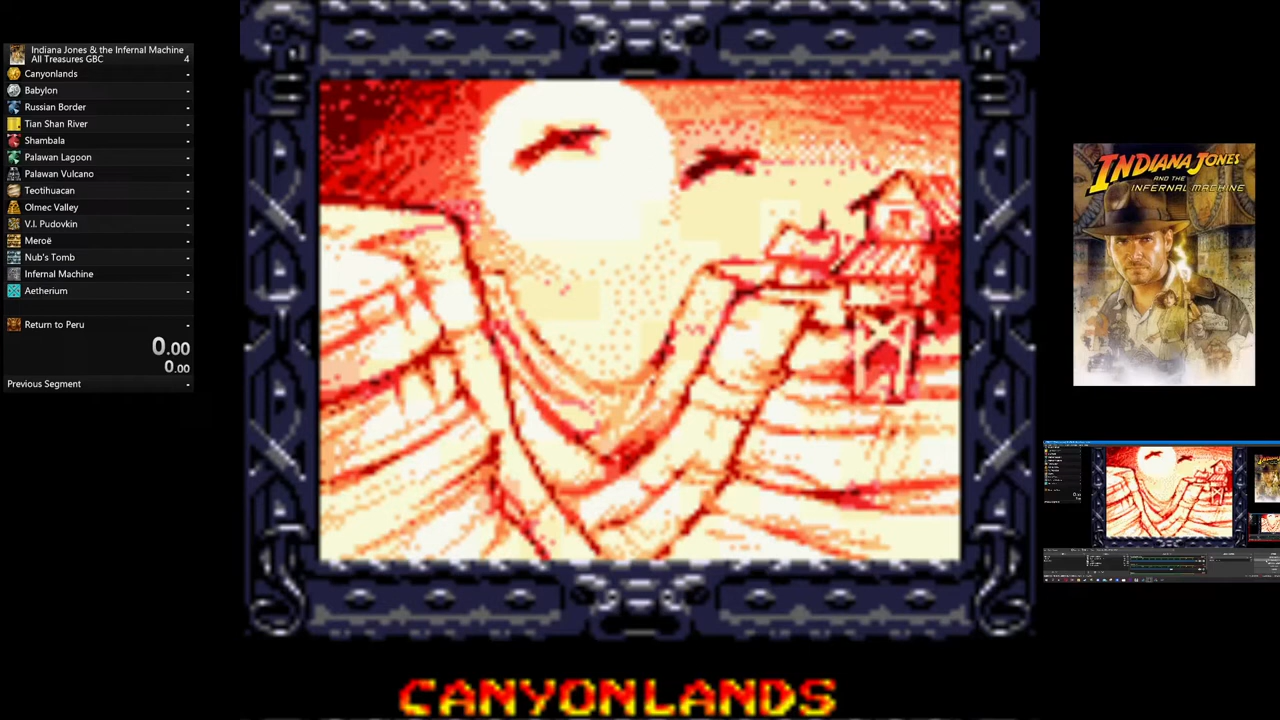 Indiana Jones & the Infernal Machine
All Treasures GBC 4
Canyonlands -
Babylon -
Russian Border -
Tian Shan River -
Shambala -
Palawan Lagoon -
Palawan Vulcano -
Teotihuacan -
Olmec Valley -
V.I. Pudovkin -
Meroë -
Nub's Tomb -
Infernal Machine -
Aetherium -
Return to Peru -
0.00
0.00
Previous Segment -
INDIANA JONES
AND THE
INFERNAL MACHINE
CANYONLANDS